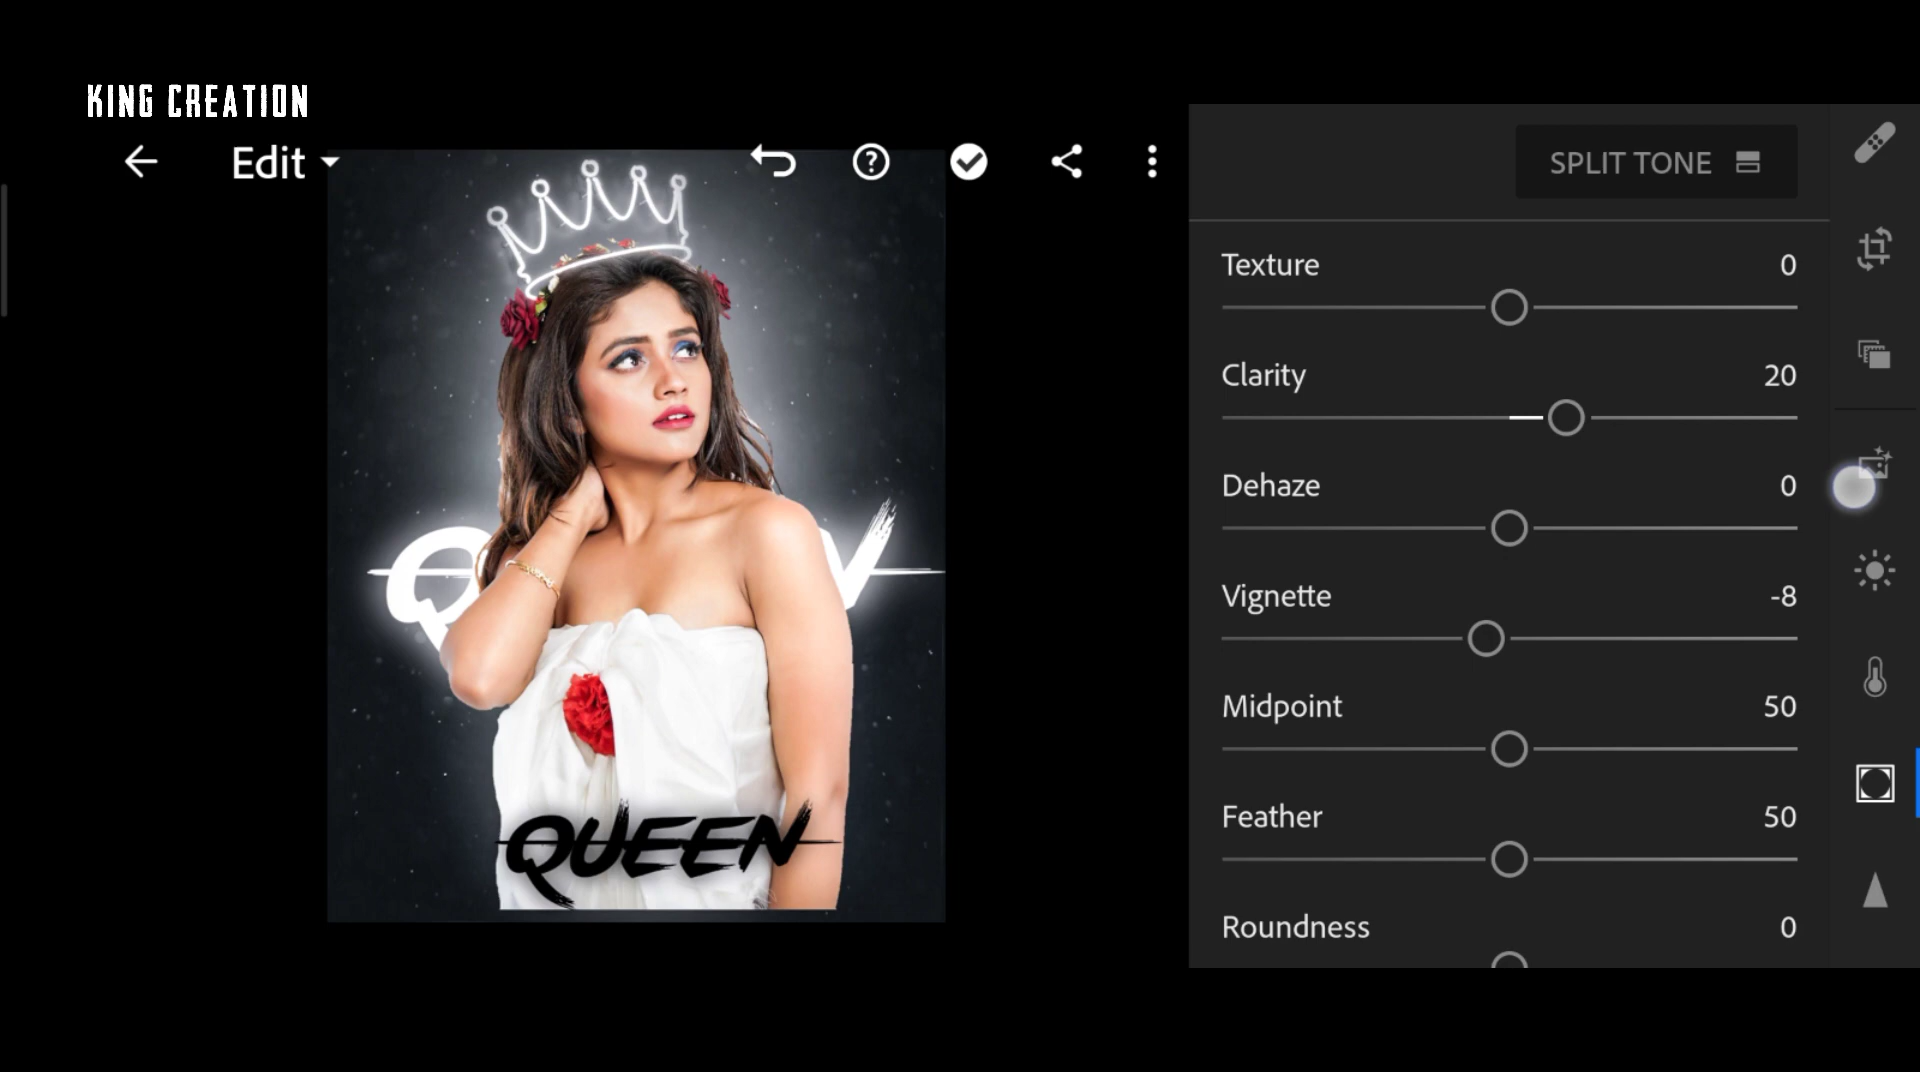 KING CREATION
Edit
SPLIT TONE
Texture 0
Clarity 20
Dehaze 0
Vignette -8
Midpoint 50
Feather 50
Roundness 0
QUEEN